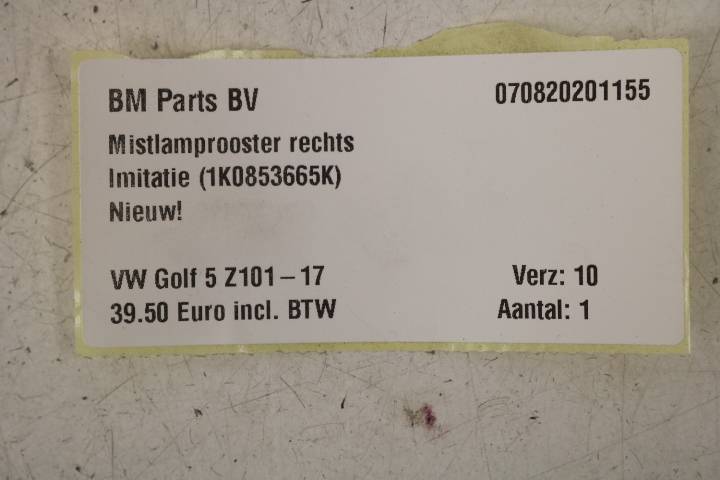 BM Parts BV 070820201155
Mistlamprooster rechts
Imitatie (1K0853665K)
Nieuw!
VW Golf 5 Z101 – 17 Verz: 10
39.50 Euro incl. BTW Aantal: 1